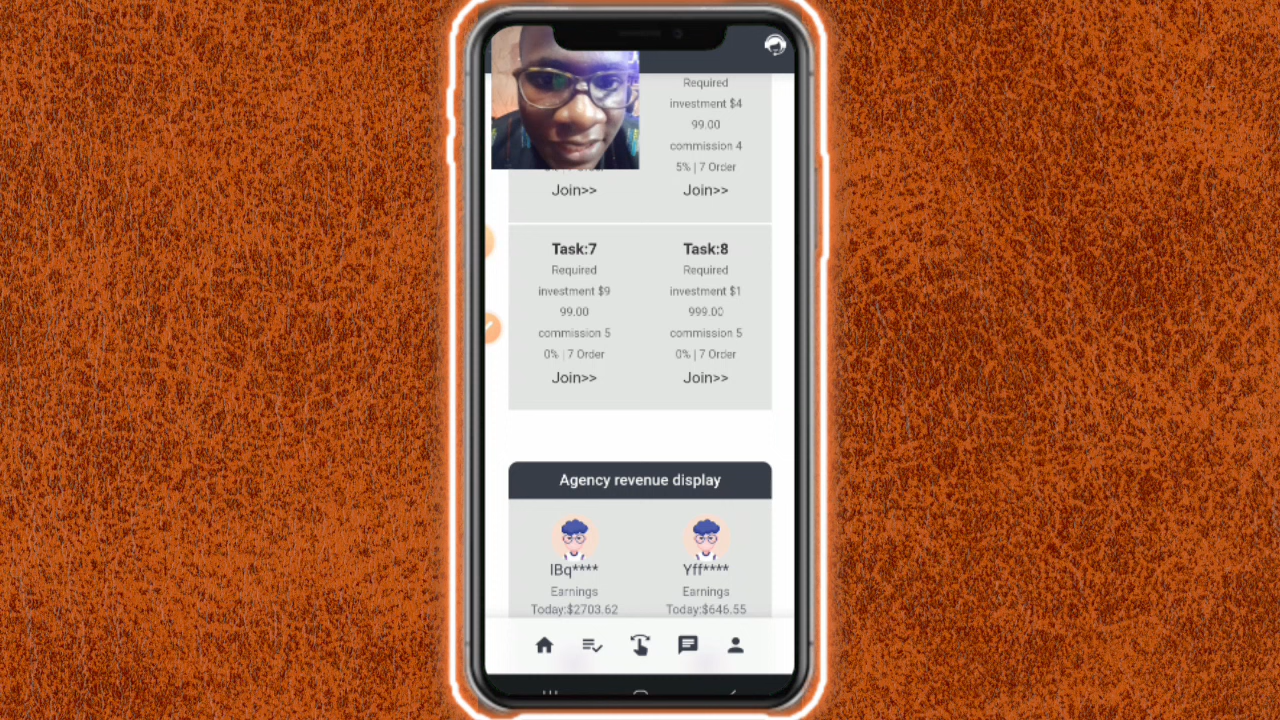 Required
investment $4
99.00
commission 4
5% | 7 Order
Join>>
Join>>
Task:7
Required
investment $9
99.00
commission 5
0% | 7 Order
Join>>
Task:8
Required
investment $1
999.00
commission 5
0% | 7 Order
Join>>
Agency revenue display
lBq****
Earnings
Today:$2703.62
Yff****
Earnings
Today:$646.55